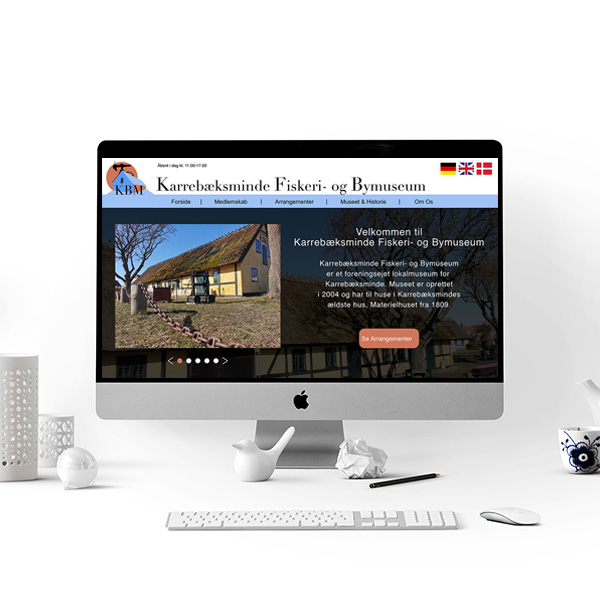 Åbent i dag kl. 11.00-17.00
KBM
Karrebæksminde Fiskeri- og Bymuseum
Forside | Medlemskab | Arrangementer | Museet & Historie | Om Os
Velkommen til
Karrebæksminde Fiskeri- og Bymuseum
Karrebæksminde Fiskeri- og Bymuseum
er et foreningsejet lokalmuseum for
Karrebæksminde. Museet er oprettet
i 2004 og har til huse i Karrebæksmindes
ældste hus, Materielhuset fra 1809.
Se Arrangementer